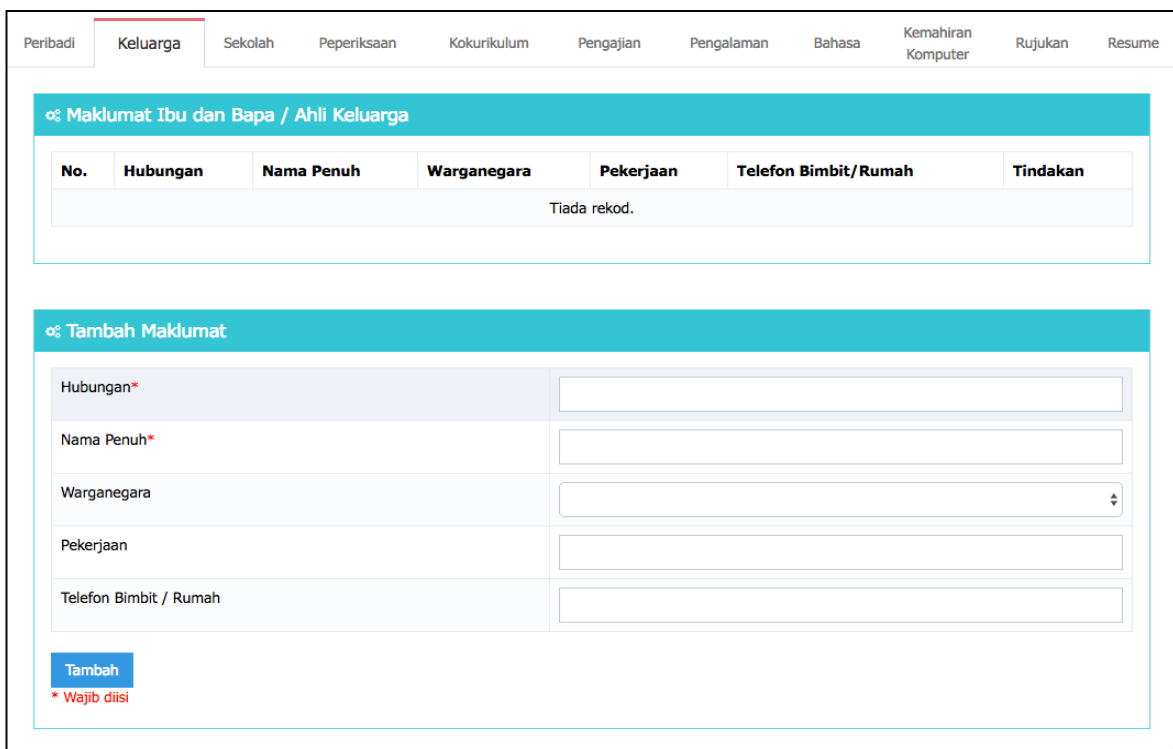 Peribadi Keluarga Sekolah Peperiksaan Kokurikulum Pengajian Pengalaman Bahasa Kemahiran Komputer Rujukan Resume
Maklumat Ibu dan Bapa / Ahli Keluarga
No. Hubungan Nama Penuh Warganegara Pekerjaan Telefon Bimbit/Rumah Tindakan
Tiada rekod.
Tambah Maklumat
Hubungan*
Nama Penuh*
Warganegara
Pekerjaan
Telefon Bimbit / Rumah
Tambah
* Wajib diisi